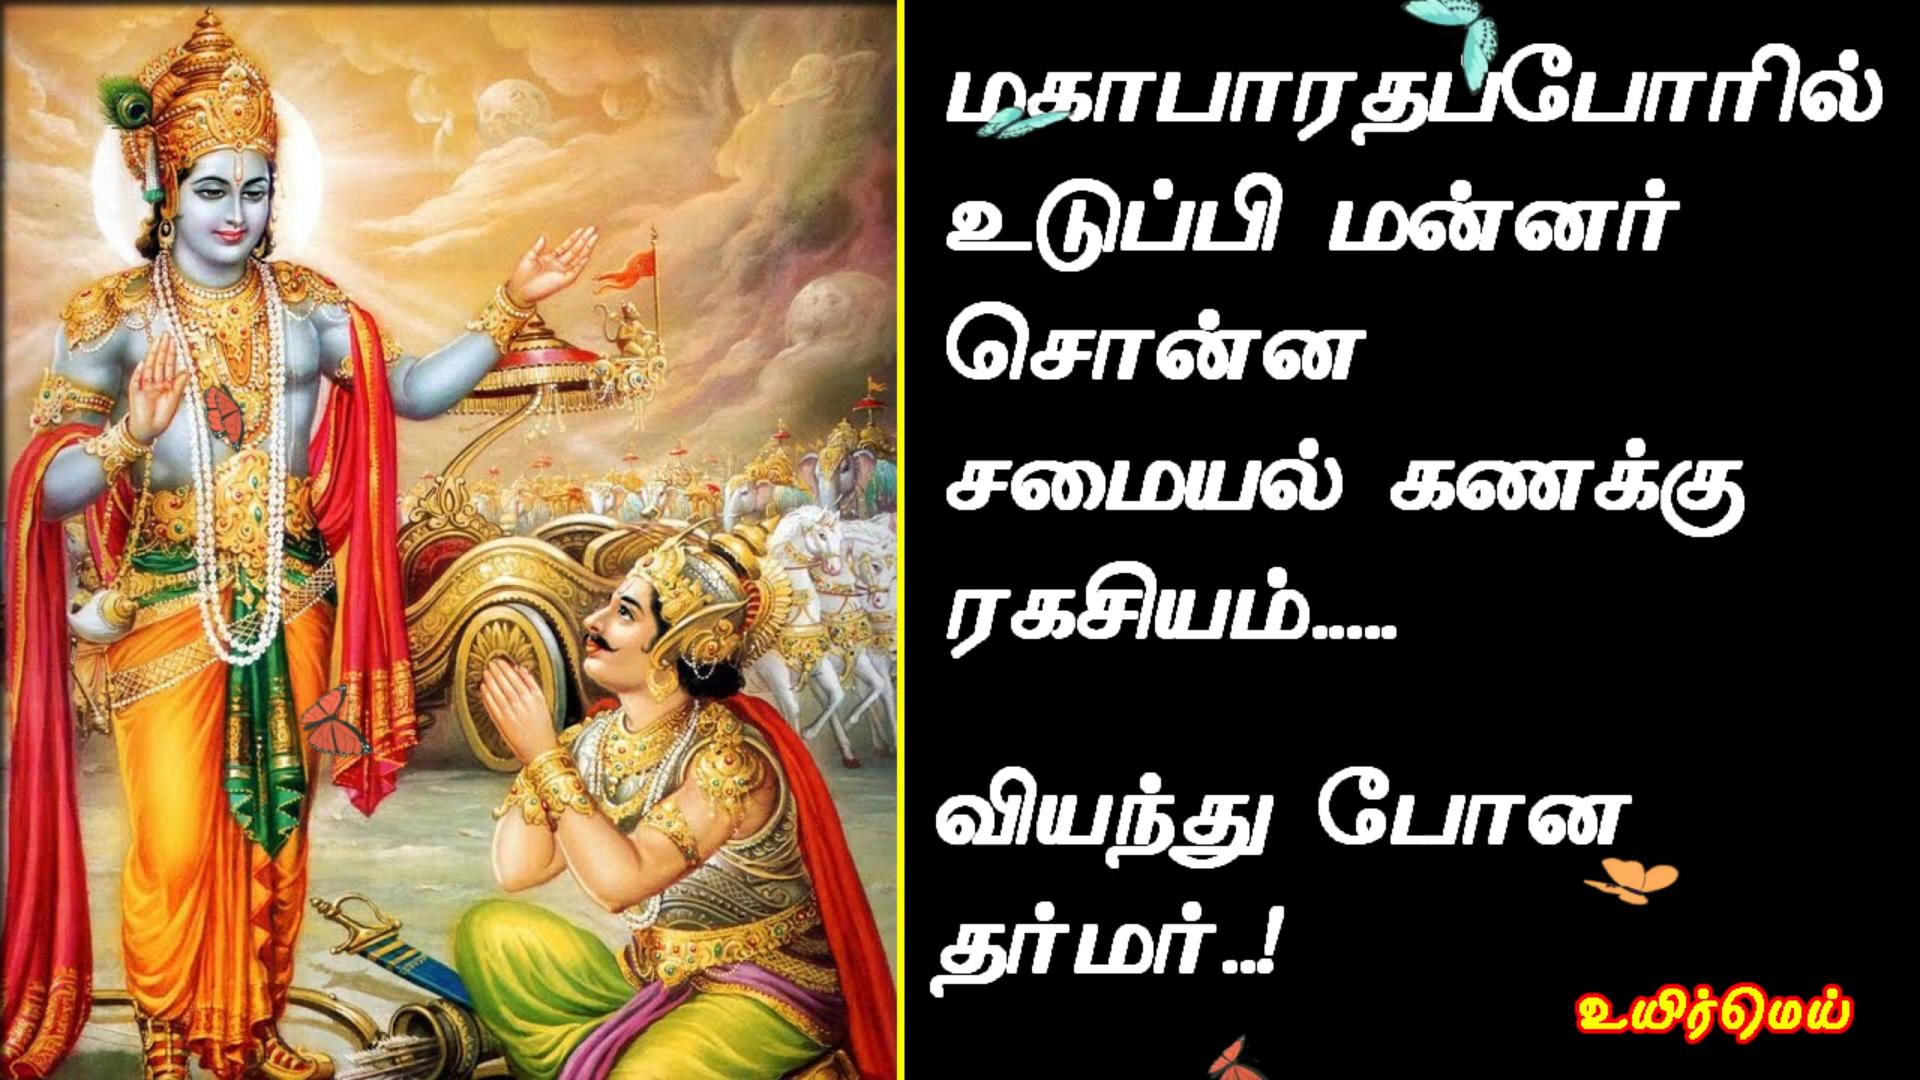 மகாபாரதப்போரில்
உடுப்பி மன்னர்
சொன்ன
சமையல் கணக்கு
ரகசியம்.....
வியந்து போன
தர்மர்..!
உயிர்மெய்